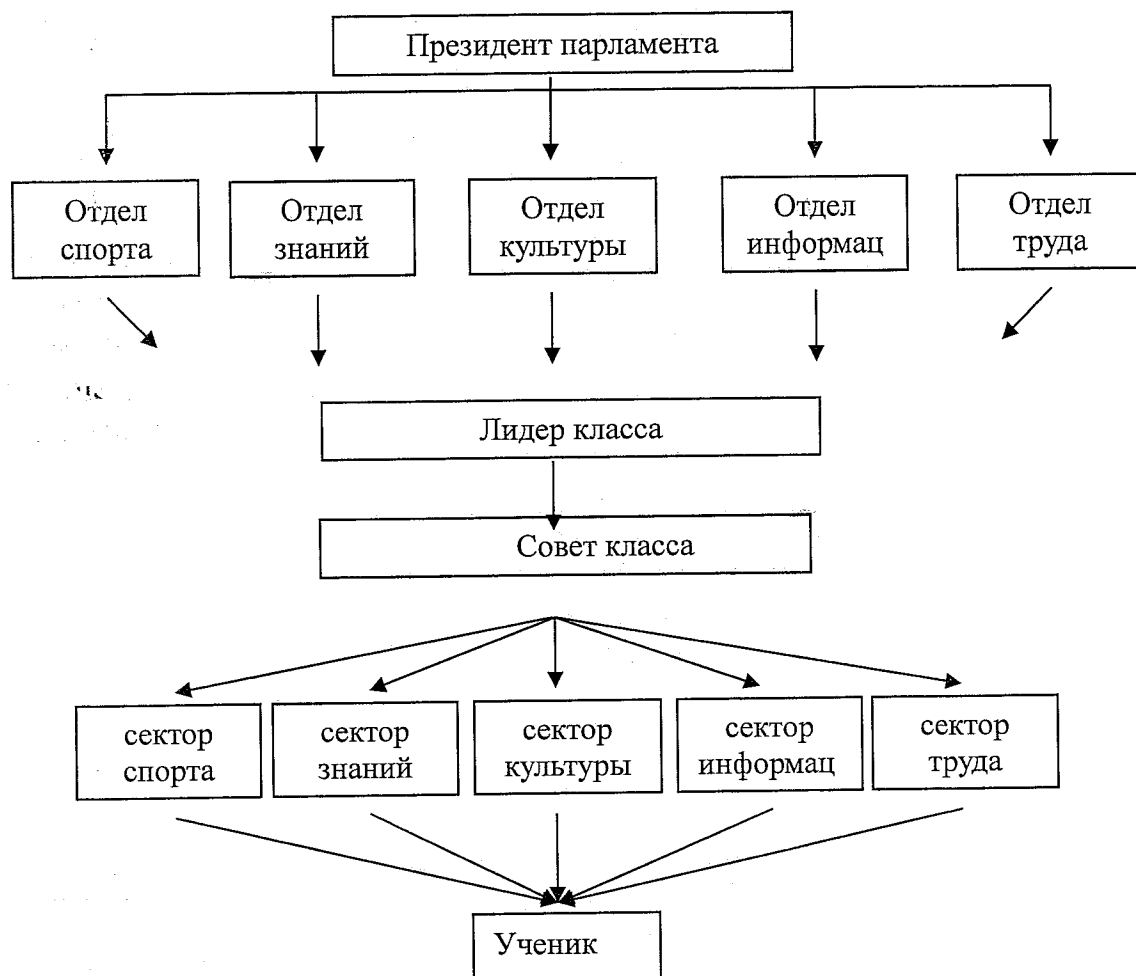 Президент парламента
Отдел
спорта
Отдел
знаний
Отдел
культуры
Отдел
информац
Отдел
труда
Лидер класса
Совет класса
сектор
спорта
сектор
знаний
сектор
культуры
сектор
информац
сектор
труда
Ученик